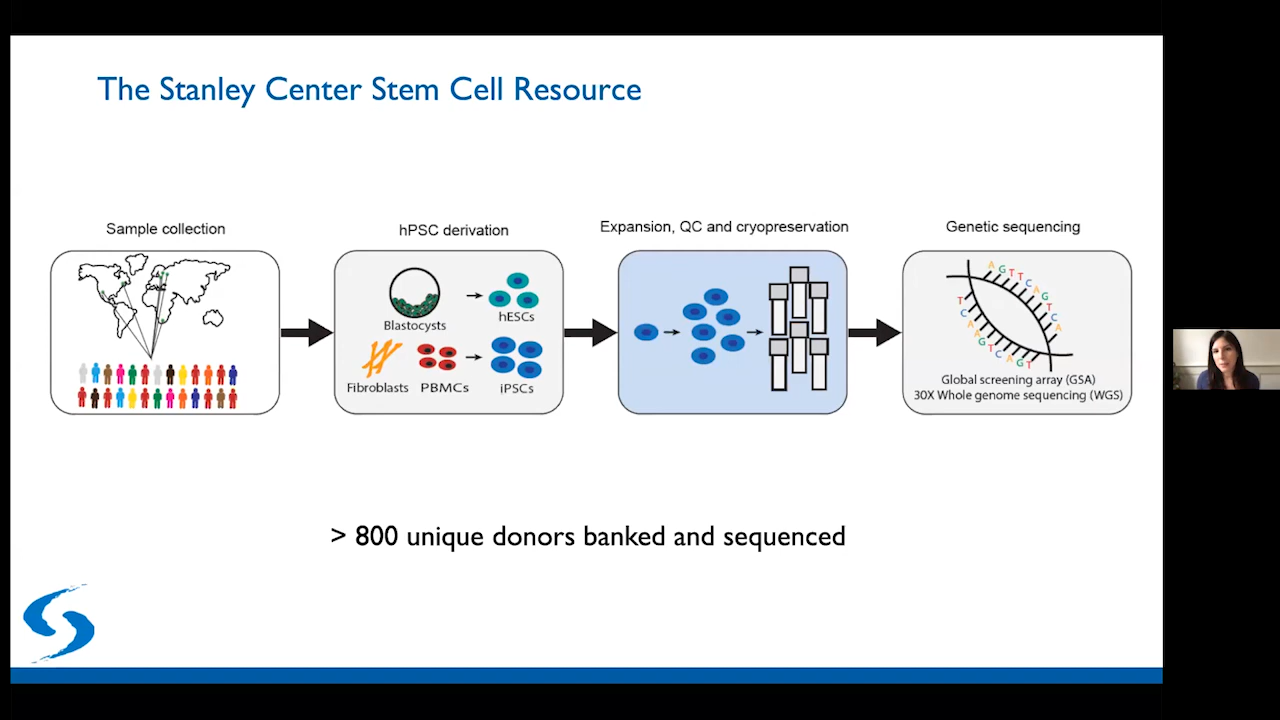 The Stanley Center Stem Cell Resource
Sample collection
hPSC derivation
Blastocysts
hESCs
Fibroblasts
PBMCs
iPSCs
Expansion, QC and cryopreservation
Genetic sequencing
A G T T C A G T C A
T C A A G T C A G T
Global screening array (GSA)
30X Whole genome sequencing (WGS)
> 800 unique donors banked and sequenced